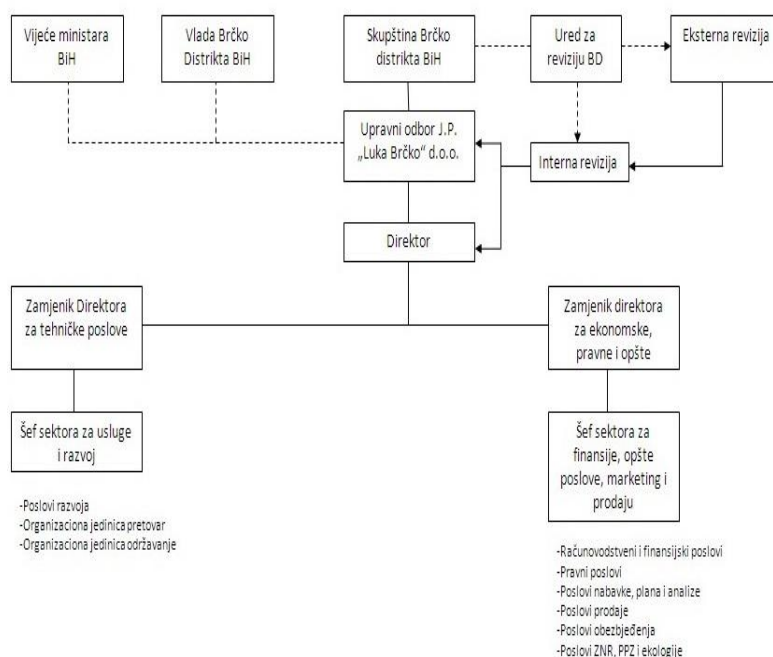 Vijeće ministara
BiH
Vlada Brčko
Distrikta BiH
Skupština Brčko
distrikta BiH
Ured za
reviziju BD
Eksterna revizija
Upravni odbor J.P.
„Luka Brčko“ d.o.o.
Interna revizija
Direktor
Zamjenik Direktora
za tehničke poslove
Zamjenik direktora
za ekonomske,
pravne i opšte
Šef sektora za usluge
i razvoj
Šef sektora za
finansije, opšte
poslove, marketing i
prodaju
-Poslovi razvoja
-Organizaciona jedinica pretovar
-Organizaciona jedinica održavanje
-Računovodstveni i finansijski poslovi
-Pravni poslovi
-Poslovi nabavke, plana i analize
-Poslovi prodaje
-Poslovi obezbjeđenja
-Poslovi ZNR, PPZ i ekologije